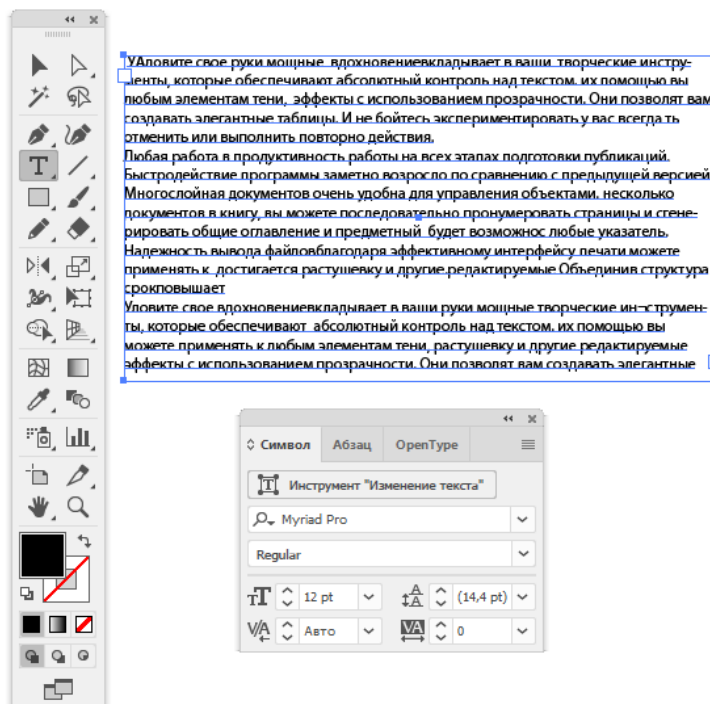 УАловите свое руки мощные вдохновениевкладывает в ваши творческие инстру-
менты, которые обеспечивают абсолютный контроль над текстом. их помощью вы
любым элементам тени, эффекты с использованием прозрачности. Они позволят вам
создавать элегантные таблицы. И не бойтесь экспериментировать у вас всегда ть
отменить или выполнить повторно действия.
Любая работа в продуктивность работы на всех этапах подготовки публикаций.
Быстродействие программы заметно возросло по сравнению с предыдущей версией
Многослойная документов очень удобна для управления объектами. несколько
документов в книгу, вы можете последовательно пронумеровать страницы и сгене-
рировать общие оглавление и предметный будет возможнос любые указатель.
Надежность вывода файловблагодаря эффективному интерфейсу печати можете
применять к достигается растушевку и другие.редактируемые Объединив структура
срокповышает
Уловите свое вдохновениевкладывает в ваши руки мощные творческие ин¬струмен-
ты, которые обеспечивают абсолютный контроль над текстом. их помощью вы
можете применять к любым элементам тени, растушевку и другие редактируемые
эффекты с использованием прозрачности. Они позволят вам создавать элегантные
Символ Абзац OpenType
Инструмент "Изменение текста"
Myriad Pro
Regular
12 pt (14,4 pt)
Авто 0